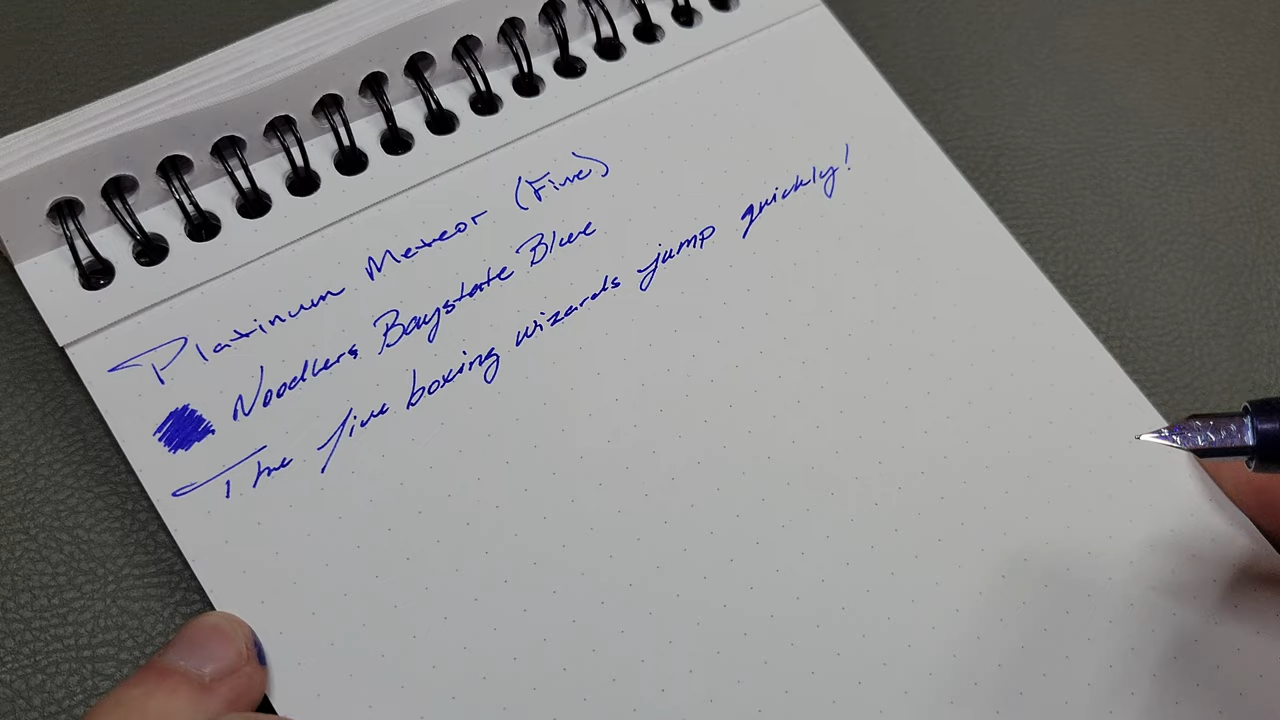 Platinum Meteor (Fine)
Noodlers Baystate Blue
The five boxing wizards jump quickly!